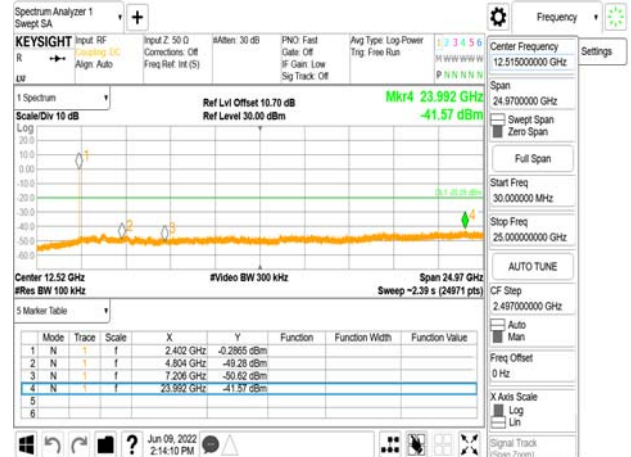 Spectrum Analyzer 1
Swept SA
+
Frequency
KEYSIGHT
R
LVI
Input: RF
Coupling: DC
Align: Auto
Input Z: 50 Ω
Corrections: Off
Freq Ref: Int (S)
#Atten: 30 dB
PNO: Fast
Gate: Off
IF Gain: Low
Sig Track: Off
Avg Type: Log-Power
Trig: Free Run
1 2 3 4 5 6
M W W W W W
P N N N N N
1 Spectrum
Scale/Div 10 dB
Ref Lvl Offset 10.70 dB
Ref Level 30.00 dBm
Mkr4 23.992 GHz
-41.57 dBm
Log
20.0
10.0
0.00
-10.0
-20.0
-30.0
-40.0
-50.0
-60.0
1
2
3
4
Center 12.52 GHz
#Res BW 100 kHz
#Video BW 300 kHz
Span 24.97 GHz
Sweep ~2.39 s (24971 pts)
5 Marker Table
Mode Trace Scale X Y Function Function Width Function Value
1 N 1 f 2.402 GHz -0.2865 dBm
2 N 1 f 4.804 GHz -49.28 dBm
3 N 1 f 7.206 GHz -50.62 dBm
4 N 1 f 23.992 GHz -41.57 dBm
5
6
?
Jun 09, 2022
2:14:10 PM
Center Frequency
12.515000000 GHz
Settings
Span
24.9700000 GHz
Swept Span
Zero Span
Full Span
Start Freq
30.000000 MHz
Stop Freq
25.000000000 GHz
AUTO TUNE
CF Step
2.497000000 GHz
Auto
Man
Freq Offset
0 Hz
X Axis Scale
Log
Lin
Signal Track
(Span Zoom)